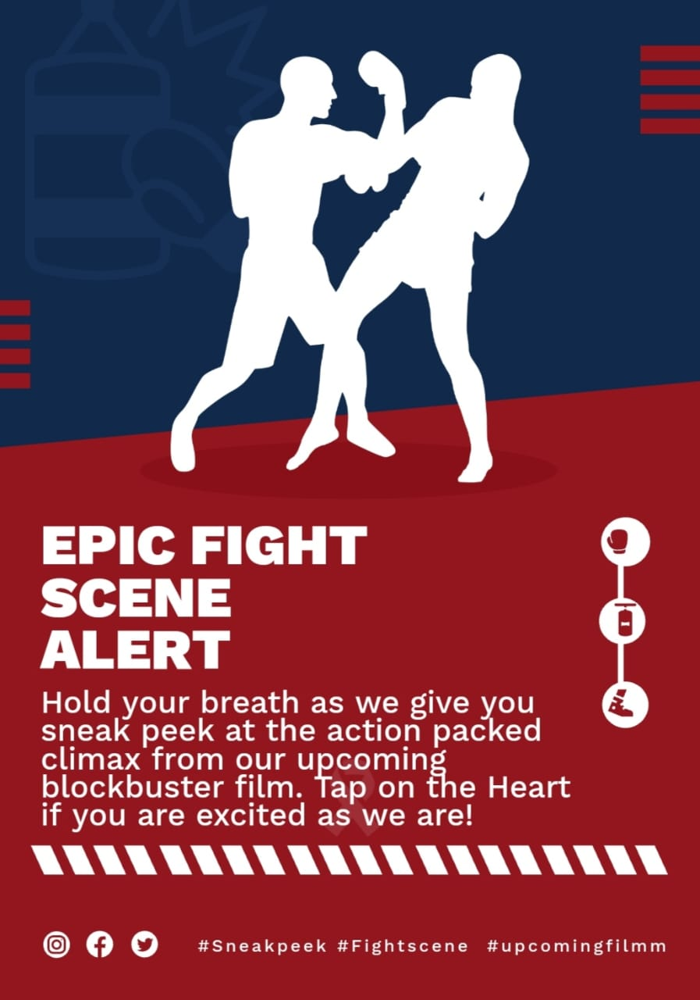 EPIC FIGHT
SCENE
ALERT
Hold your breath as we give you
sneak peek at the action packed
climax from our upcoming
blockbuster film. Tap on the Heart
if you are excited as we are!
#Sneakpeek #Fightscene #upcomingfilmm